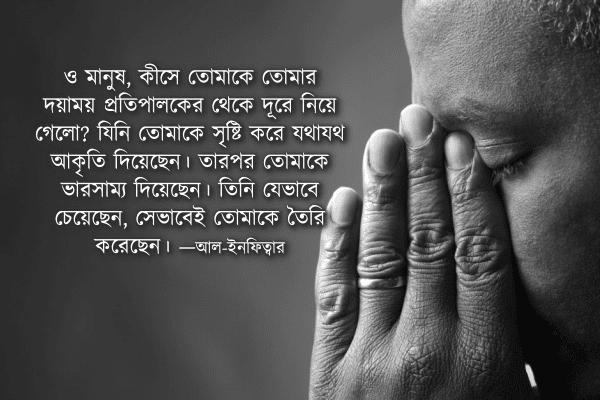 ও মানুষ, কীসে তোমাকে তোমার
দয়াময় প্রতিপালকের থেকে দূরে নিয়ে
গেলো? যিনি তোমাকে সৃষ্টি করে যথাযথ
আকৃতি দিয়েছেন। তারপর তোমাকে
ভারসাম্য দিয়েছেন। তিনি যেভাবে
চেয়েছেন, সেভাবেই তোমাকে তৈরি
করেছেন। —আল-ইনফিত্বার